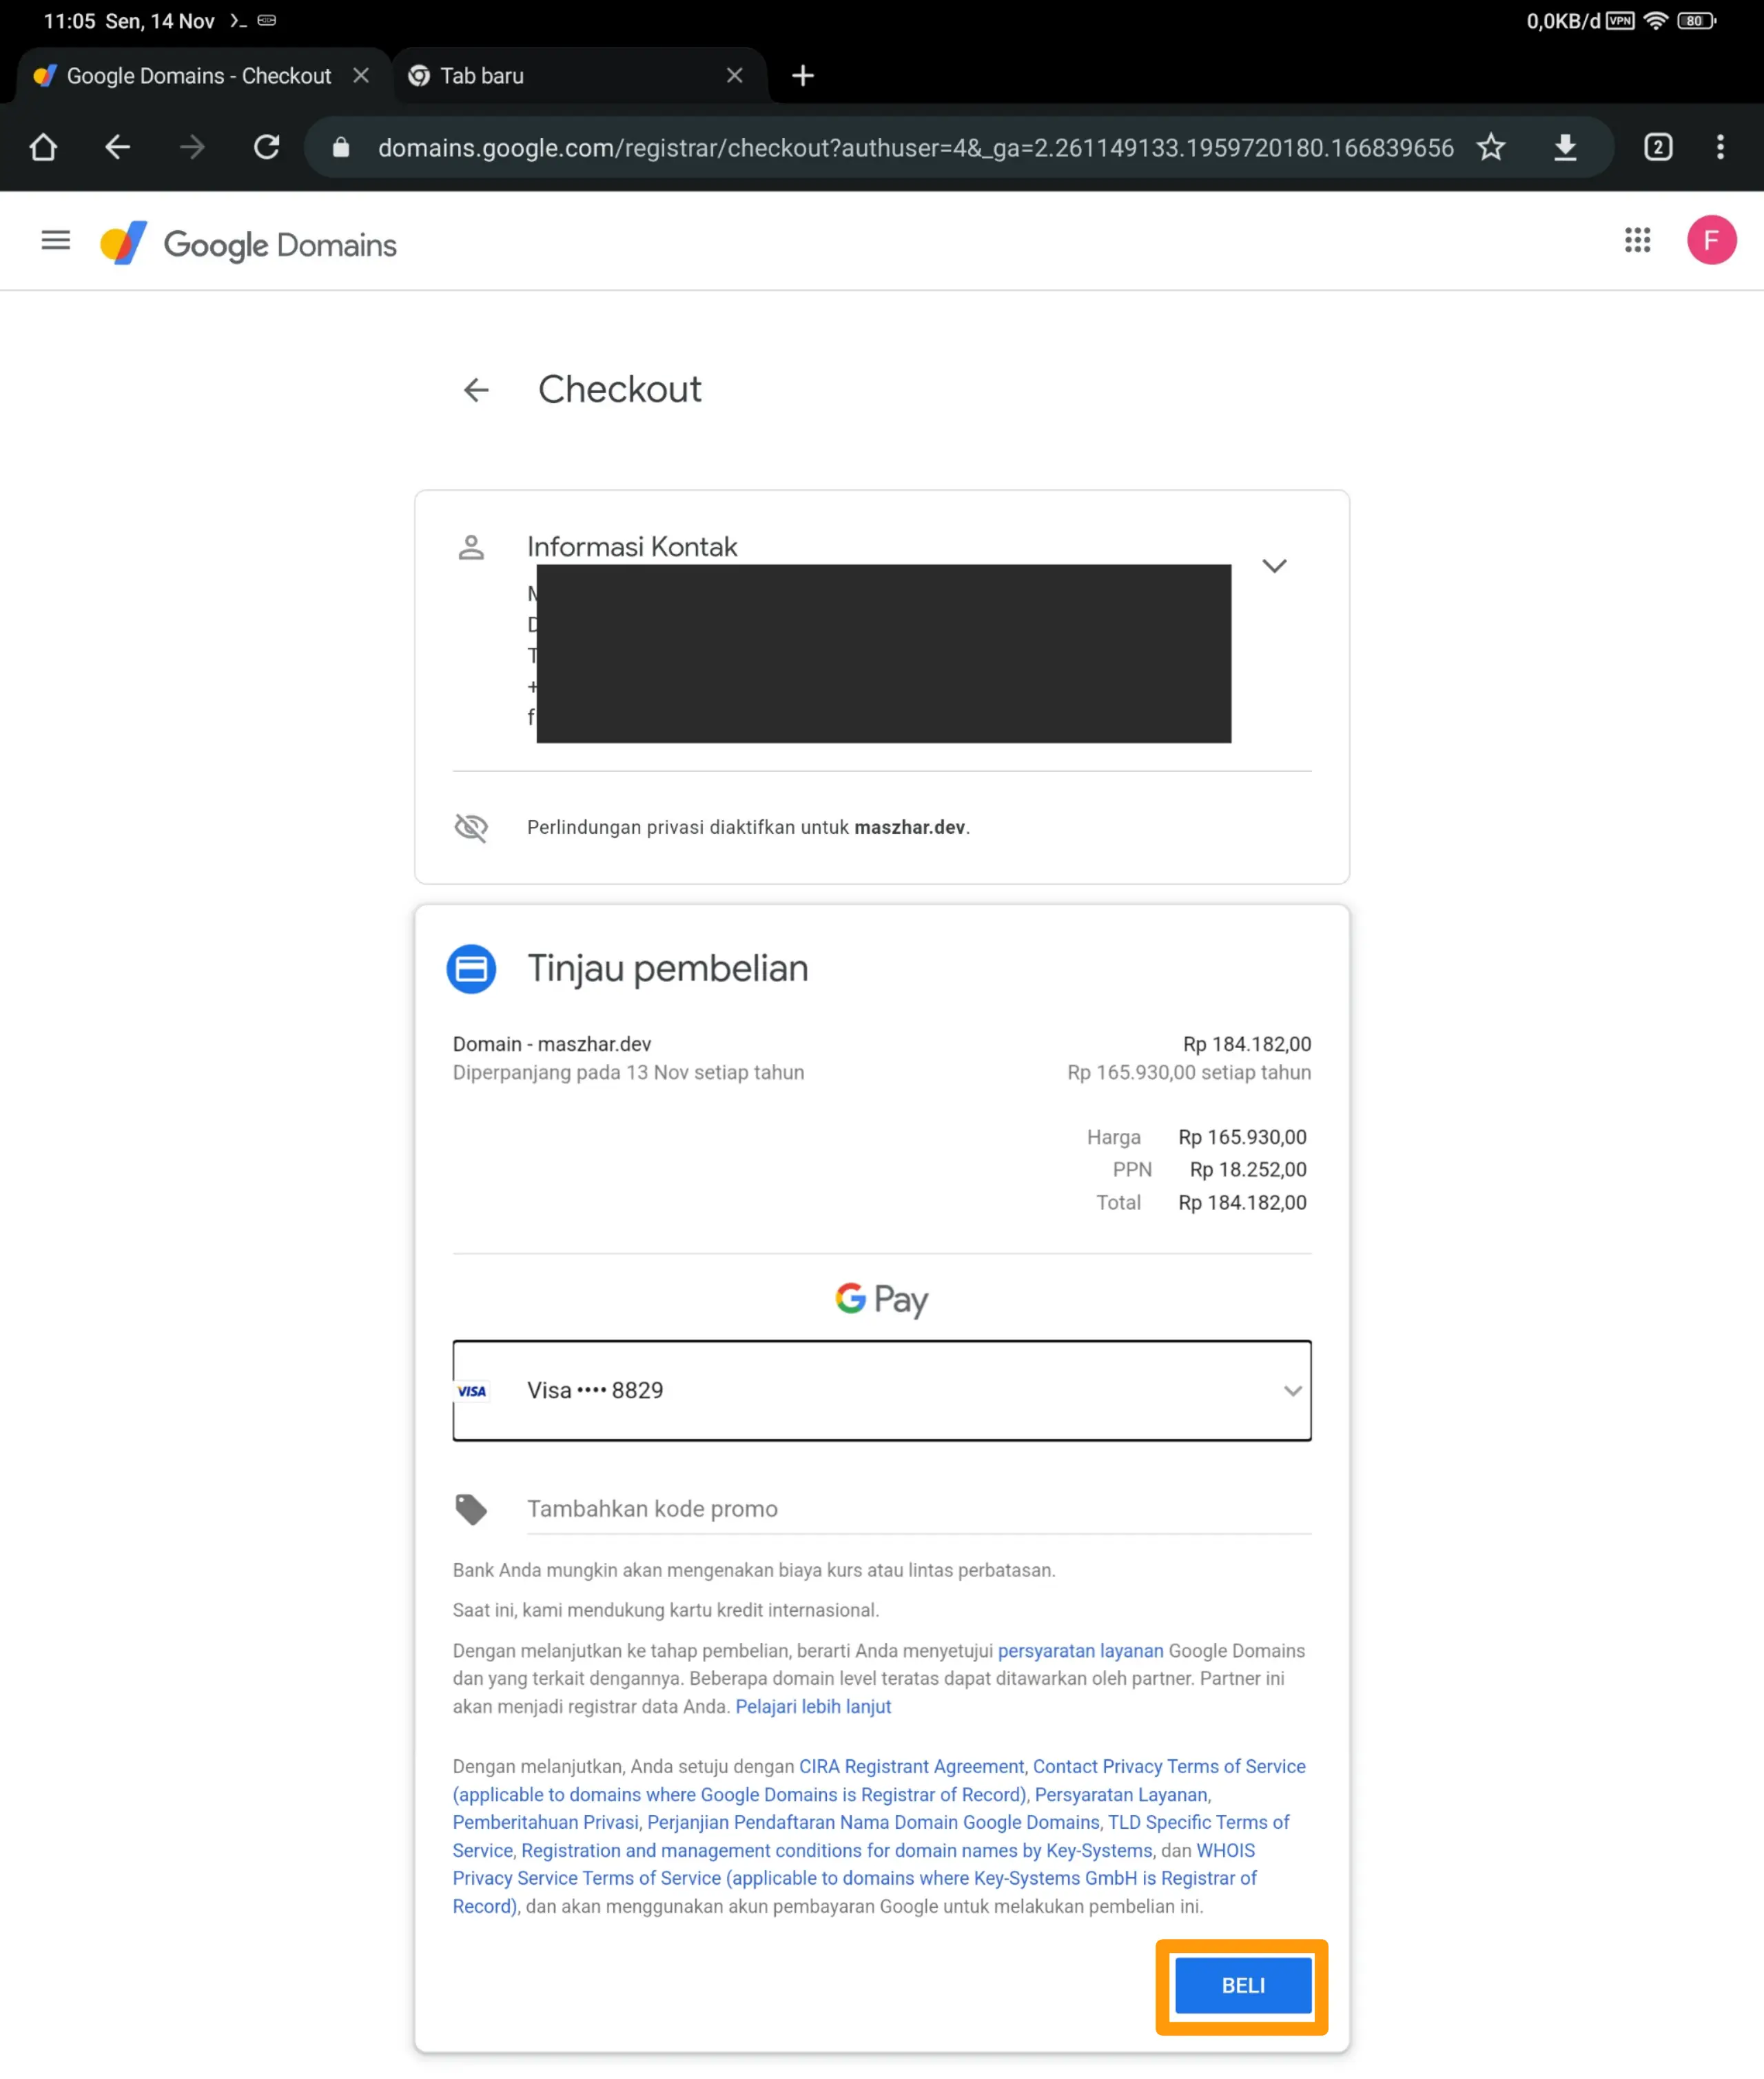 11:05 Sen, 14 Nov
0,0KB/d VPN 80
Google Domains - Checkout
Tab baru
domains.google.com/registrar/checkout?authuser=4&_ga=2.261149133.1959720180.166839656
2
Google Domains
F
Checkout
Informasi Kontak
M
D
T
+
f
Perlindungan privasi diaktifkan untuk maszhar.dev.
Tinjau pembelian
Domain - maszhar.dev Rp 184.182,00
Diperpanjang pada 13 Nov setiap tahun Rp 165.930,00 setiap tahun
Harga Rp 165.930,00
PPN Rp 18.252,00
Total Rp 184.182,00
G Pay
VISA Visa •••• 8829
Tambahkan kode promo
Bank Anda mungkin akan mengenakan biaya kurs atau lintas perbatasan.
Saat ini, kami mendukung kartu kredit internasional.
Dengan melanjutkan ke tahap pembelian, berarti Anda menyetujui persyaratan layanan Google Domains
dan yang terkait dengannya. Beberapa domain level teratas dapat ditawarkan oleh partner. Partner ini
akan menjadi registrar data Anda. Pelajari lebih lanjut
Dengan melanjutkan, Anda setuju dengan CIRA Registrant Agreement, Contact Privacy Terms of Service
(applicable to domains where Google Domains is Registrar of Record), Persyaratan Layanan,
Pemberitahuan Privasi, Perjanjian Pendaftaran Nama Domain Google Domains, TLD Specific Terms of
Service, Registration and management conditions for domain names by Key-Systems, dan WHOIS
Privacy Service Terms of Service (applicable to domains where Key-Systems GmbH is Registrar of
Record), dan akan menggunakan akun pembayaran Google untuk melakukan pembelian ini.
BELI